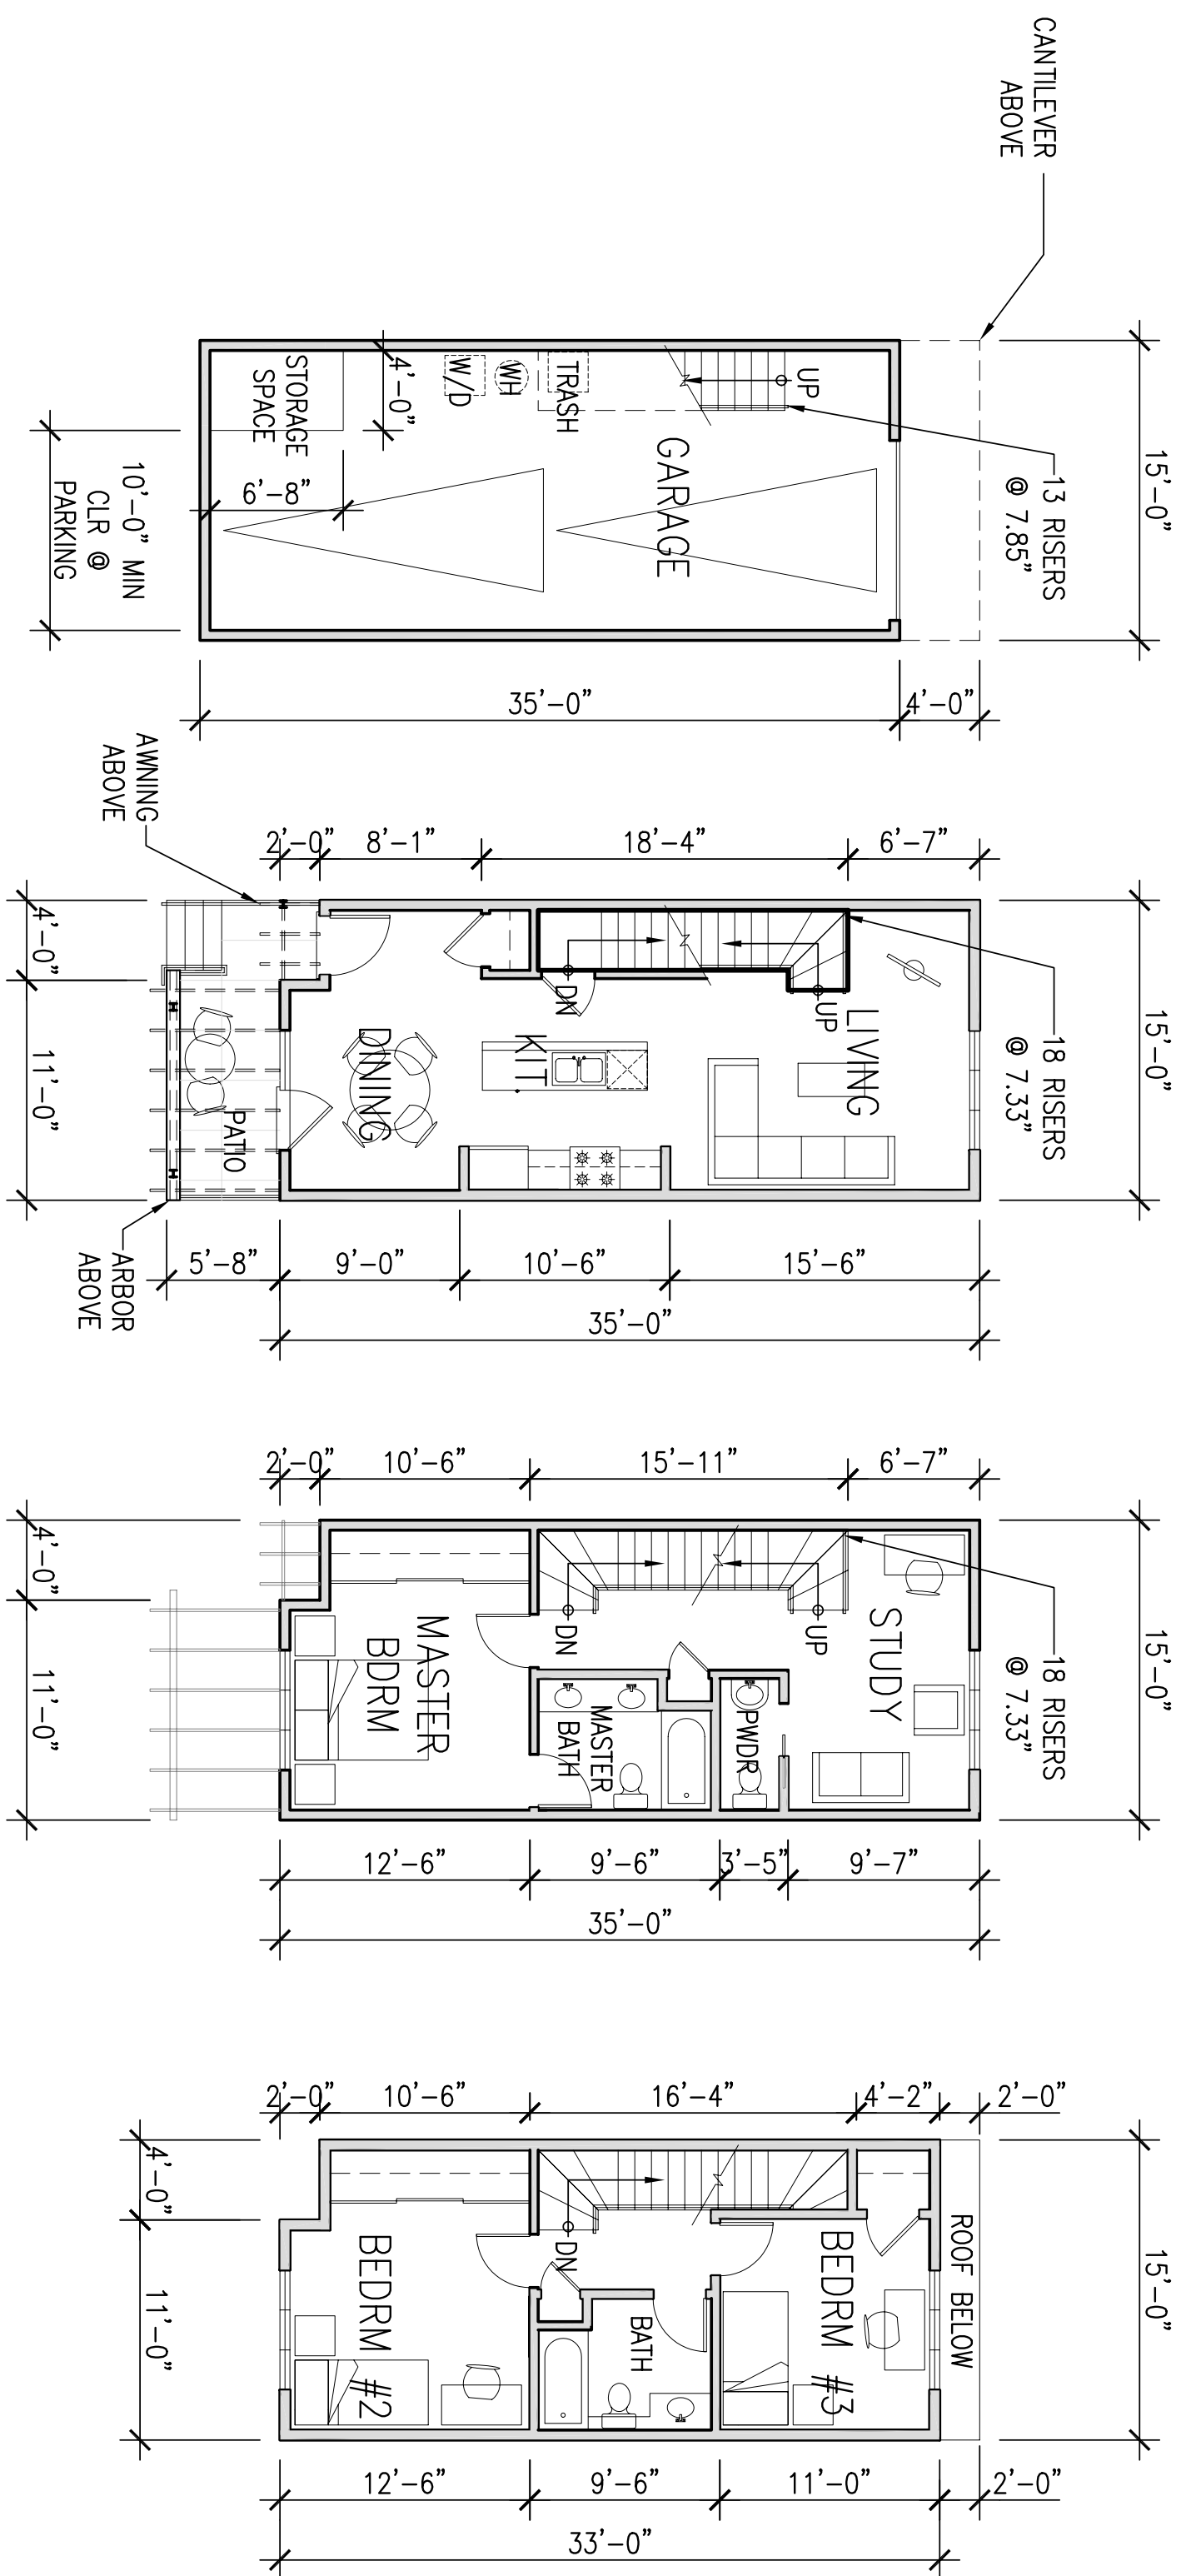 CANTILEVER
ABOVE
15'-0"
13 RISERS
@ 7.85"
UP
TRASH
WH
W/D
4'-0"
STORAGE
SPACE
GARAGE
6'-8"
10'-0" MIN
CLR @
PARKING
35'-0"
4'-0"
AWNING
ABOVE
2'-0"
8'-1"
18'-4"
6'-7"
15'-0"
18 RISERS
@ 7.33"
LIVING
UP
DN
KIT.
DINING
PATIO
4'-0"
11'-0"
ARBOR
ABOVE
5'-8"
9'-0"
10'-6"
15'-6"
35'-0"
2'-0"
10'-6"
15'-11"
6'-7"
15'-0"
18 RISERS
@ 7.33"
STUDY
UP
DN
PWDR
MASTER
BATH
MASTER
BDRM
4'-0"
11'-0"
12'-6"
9'-6"
3'-5"
9'-7"
35'-0"
2'-0"
10'-6"
16'-4"
4'-2"
2'-0"
15'-0"
ROOF BELOW
BEDRM #3
DN
BATH
BEDRM #2
4'-0"
11'-0"
12'-6"
9'-6"
11'-0"
2'-0"
33'-0"